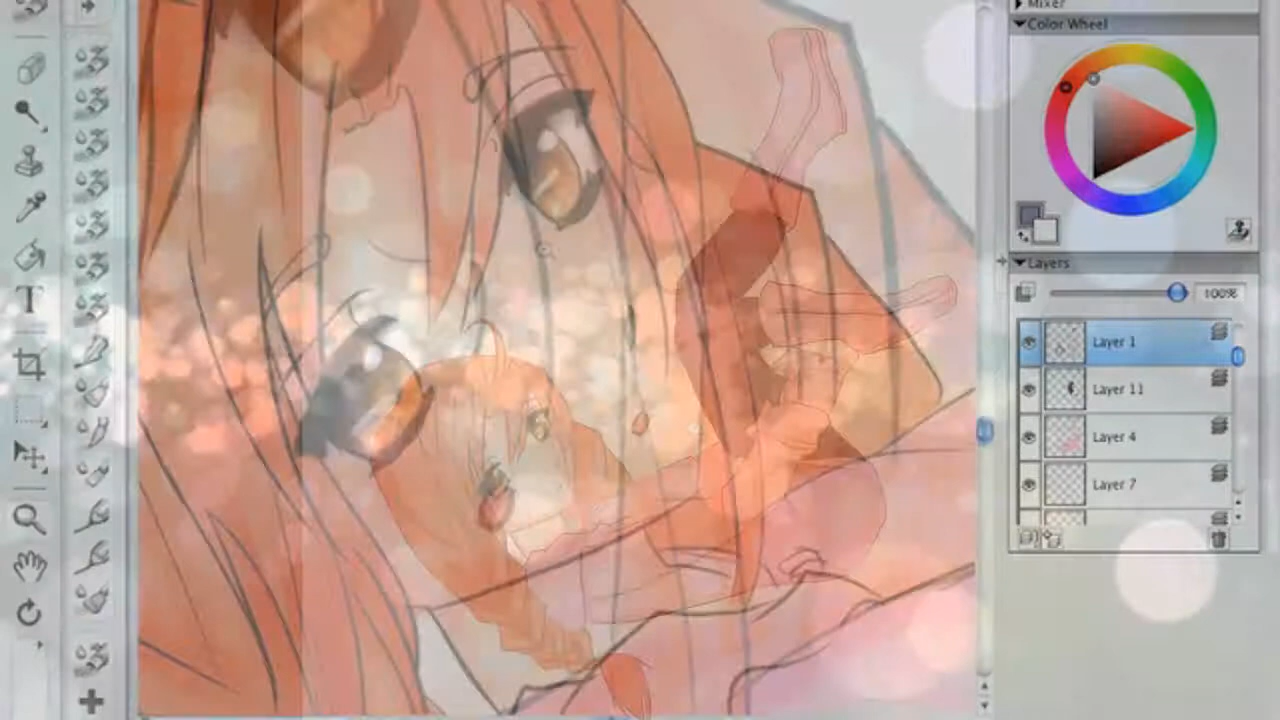 Mixer
Color Wheel
T
Layers
100%
Layer 1
Layer 11
Layer 4
Layer 7